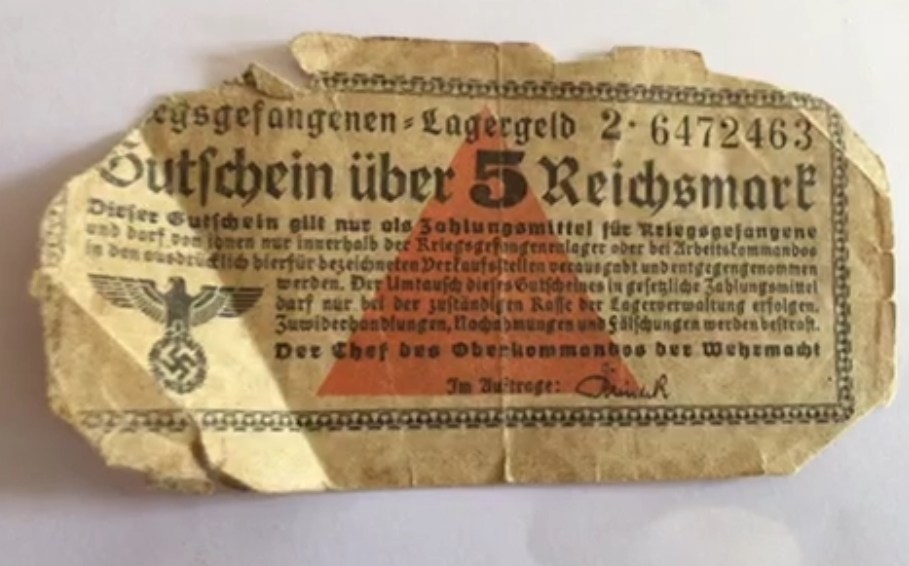 egsgefangenen-Lagergeld 2· 6472463
Gutschein über 5 Reichsmark
Dieser Gutschein gilt nur als Zahlungsmittel für Kriegsgefangene
und darf von ihnen nur innerhalb der Kriegsgefangenenlager oder bei Arbeitskommandos
in den ausdrücklich hierfür bezeichneten Verkaufsstellen verausgabt und entgegengenommen
werden. Der Umtausch dieses Gutscheines in gesetzliche Zahlungsmittel
darf nur bei der zuständigen Kasse der Lagerverwaltung erfolgen.
Zuwiderhandlungen, Nachahmungen und Fälschungen werden bestraft.
Der Chef des Oberkommandos der Wehrmacht
Im Auftrage: